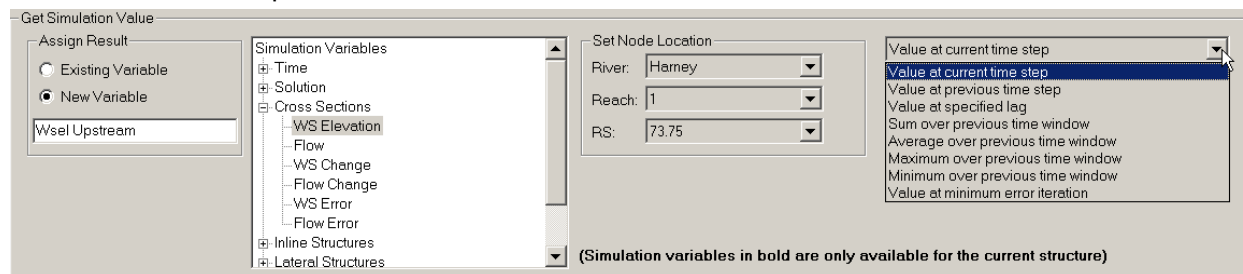 Get Simulation Value
Assign Result
Existing Variable
New Variable
Wsel Upstream
Simulation Variables
Time
Solution
Cross Sections
WS Elevation
Flow
WS Change
Flow Change
WS Error
Flow Error
Inline Structures
Lateral Structures
Set Node Location
River: Harney
Reach: 1
RS: 73.75
Value at current time step
Value at current time step
Value at previous time step
Value at specified lag
Sum over previous time window
Average over previous time window
Maximum over previous time window
Minimum over previous time window
Value at minimum error iteration
(Simulation variables in bold are only available for the current structure)